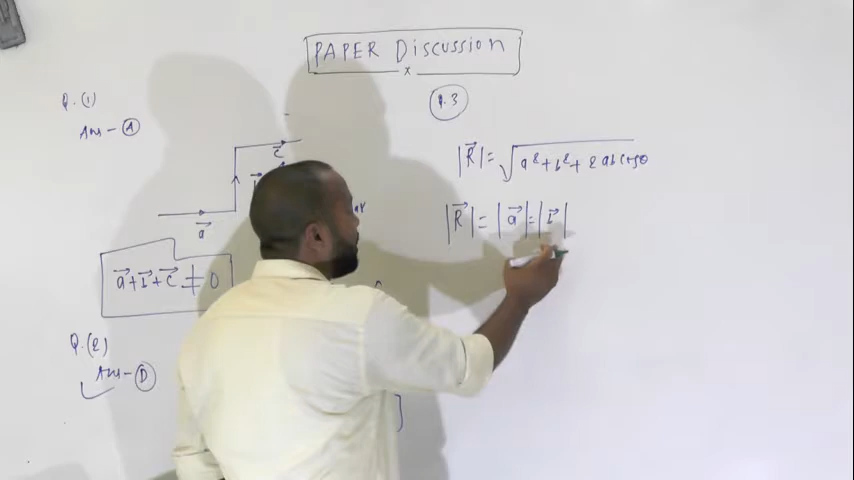 PAPER Discussion
x
Q. (1)
Ans - (A)
c⃗
a⃗
a⃗+b⃗+c⃗ ≠ 0
Q. (2)
Ans - (D)
Q. 3
|R⃗| = √a²+b²+2ab cosθ
|R⃗| = |a⃗| = |b⃗|